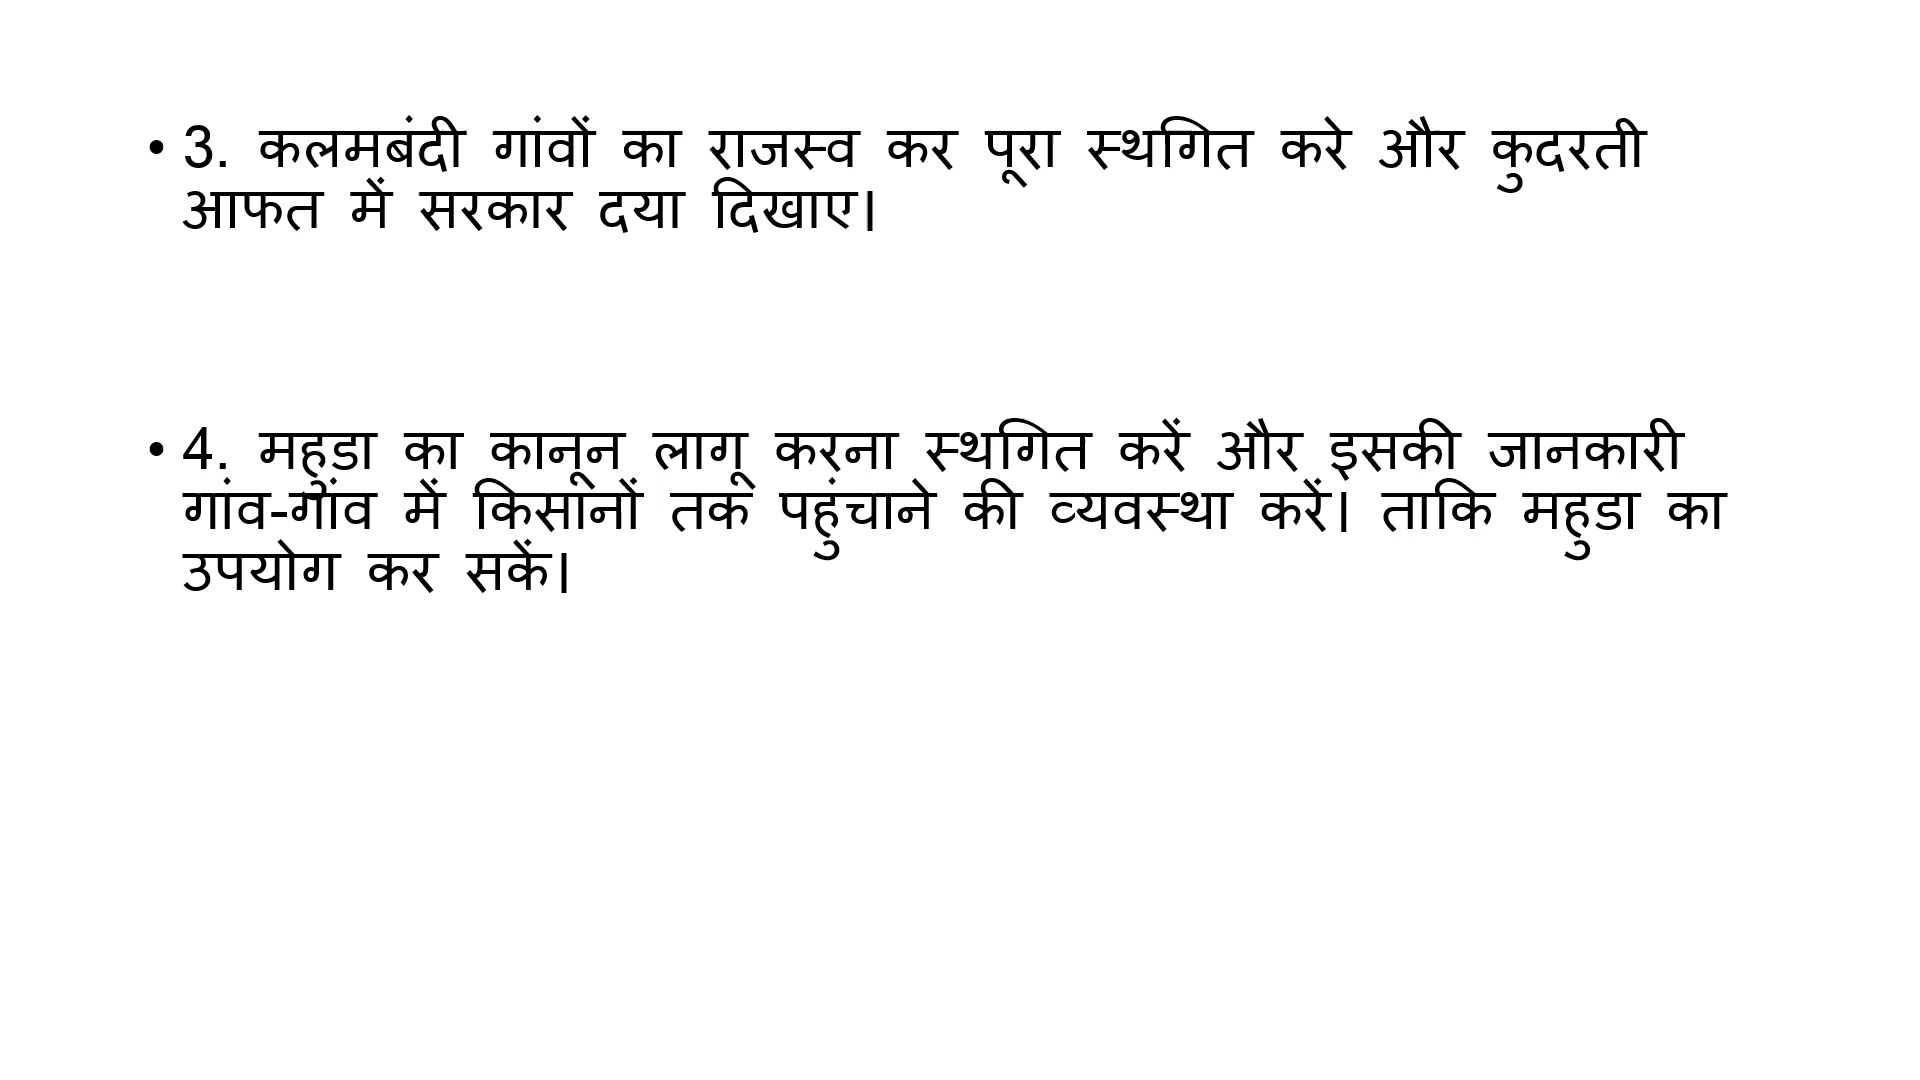 • 3. कलमबंदी गांवों का राजस्व कर पूरा स्थगित करे और कुदरती
आफत में सरकार दया दिखाए।
• 4. महुडा का कानून लागू करना स्थगित करें और इसकी जानकारी
गांव-गांव में किसानों तक पहुंचाने की व्यवस्था करें। ताकि महुडा का
उपयोग कर सकें।